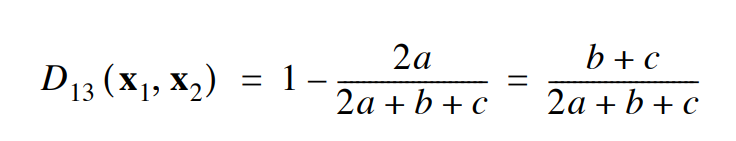 D₁₃(𝐱₁, 𝐱₂) = 1 − 2a / (2a + b + c) = (b + c) / (2a + b + c)